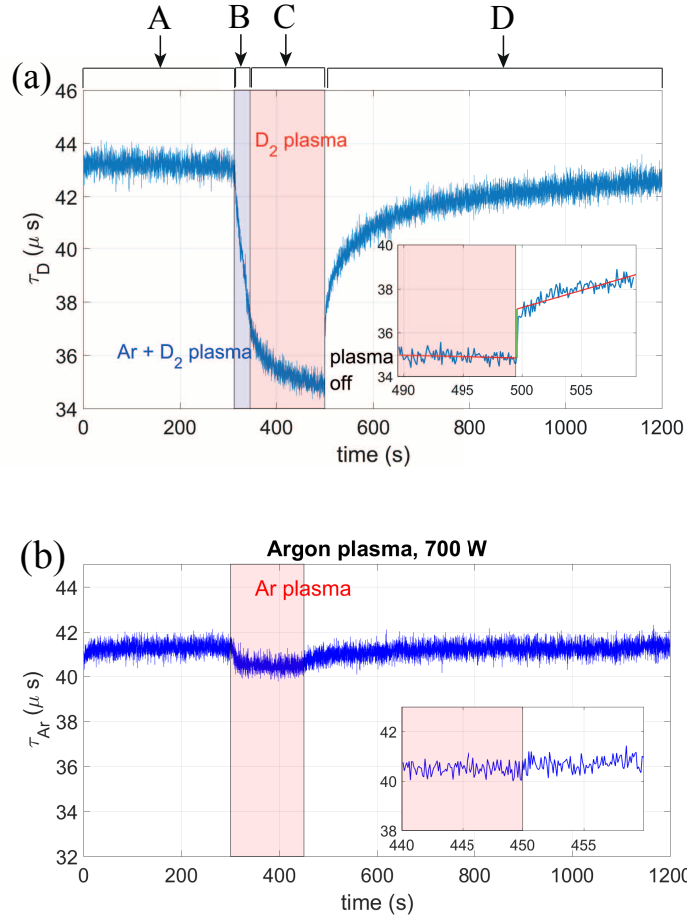 A B C D
(a)
46
44
42
40
38
36
34
τD (μ s)
D2 plasma
Ar + D2 plasma
plasma
off
40
38
36
34
490 495 500 505
0 200 400 600 800 1000 1200
time (s)
(b)
Argon plasma, 700 W
44
42
40
38
36
34
32
τAr (μ s)
Ar plasma
42
40
38
440 445 450 455
0 200 400 600 800 1000 1200
time (s)